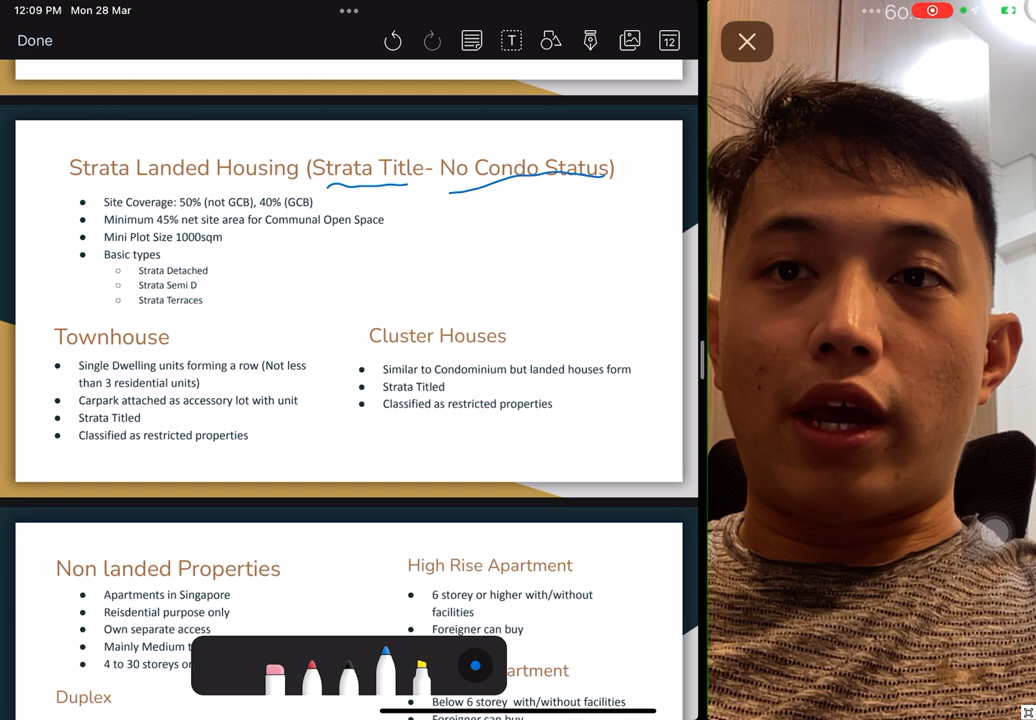 12:09 PM Mon 28 Mar
60
Done
T
12
Strata Landed Housing (Strata Title- No Condo Status)
● Site Coverage: 50% (not GCB), 40% (GCB)
● Minimum 45% net site area for Communal Open Space
● Mini Plot Size 1000sqm
● Basic types
○ Strata Detached
○ Strata Semi D
○ Strata Terraces
Townhouse
● Single Dwelling units forming a row (Not less
than 3 residential units)
● Carpark attached as accessory lot with unit
● Strata Titled
● Classified as restricted properties
Cluster Houses
● Similar to Condominium but landed houses form
● Strata Titled
● Classified as restricted properties
Non landed Properties
● Apartments in Singapore
● Reisdential purpose only
● Own separate access
● Mainly Medium
● 4 to 30 storeys
Duplex
High Rise Apartment
● 6 storey or higher with/without
facilities
● Foreigner can buy
● Below 6 storey with/without facilities
Foreigner can buy